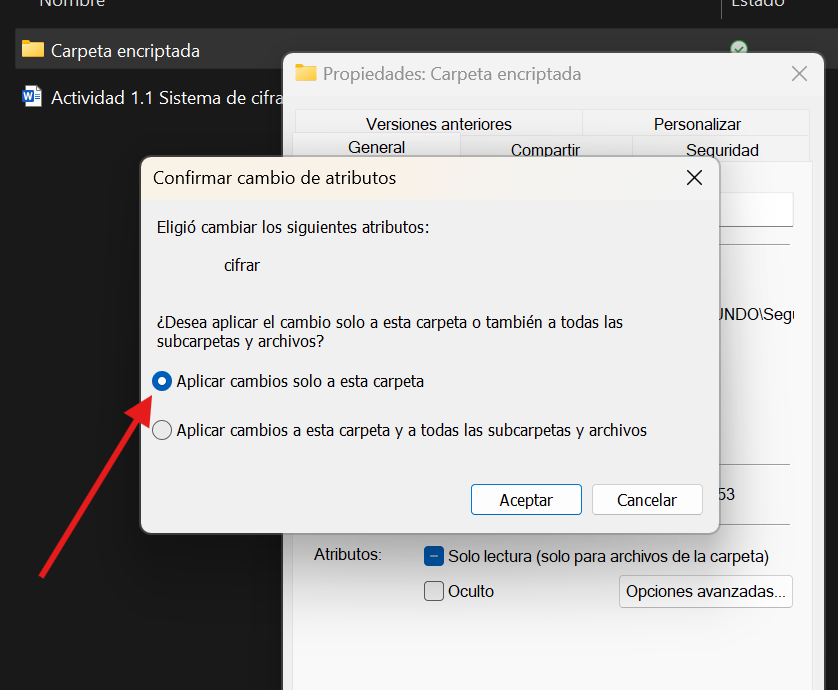 Nombre
Estado
Carpeta encriptada
Propiedades: Carpeta encriptada
Actividad 1.1 Sistema de cifra
Versiones anteriores
Personalizar
General
Compartir
Seguridad
Confirmar cambio de atributos
Eligió cambiar los siguientes atributos:
cifrar
¿Desea aplicar el cambio solo a esta carpeta o también a todas las
subcarpetas y archivos?
UNDO\Segu
Aplicar cambios solo a esta carpeta
Aplicar cambios a esta carpeta y a todas las subcarpetas y archivos
53
Aceptar
Cancelar
Atributos:
Solo lectura (solo para archivos de la carpeta)
Oculto
Opciones avanzadas...